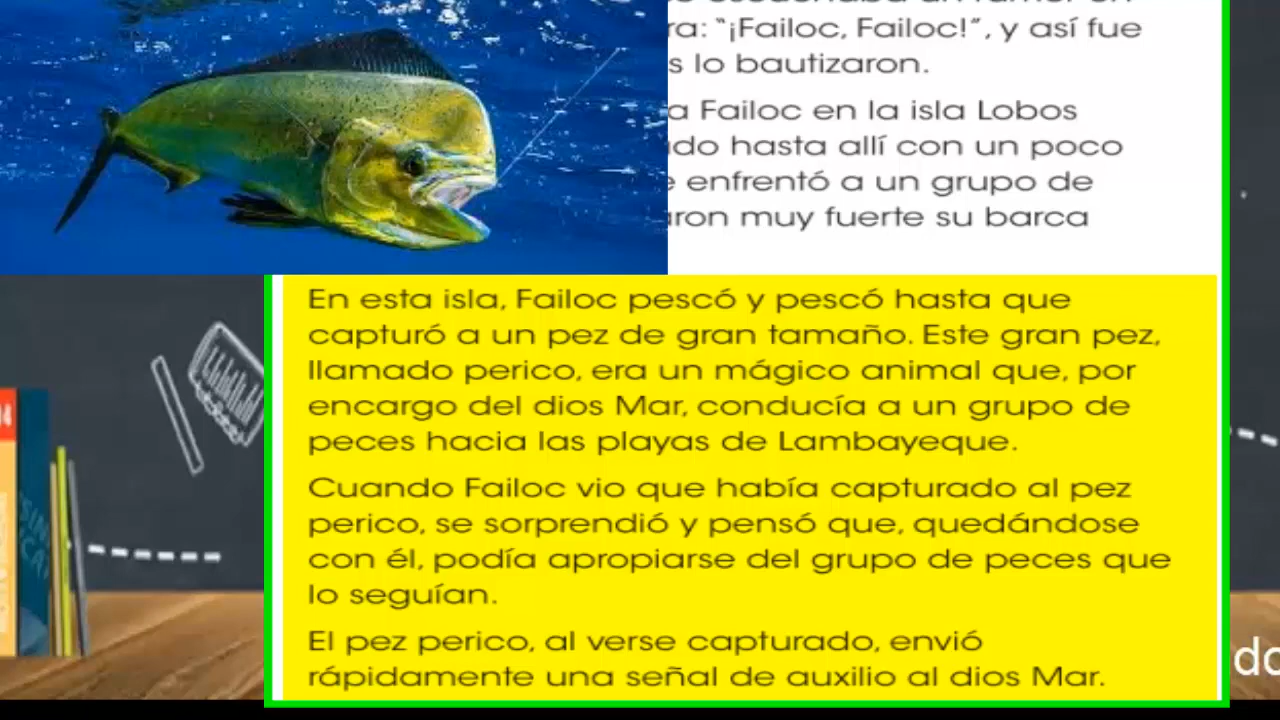 ra: “¡Failoc, Failoc!”, y así fue
s lo bautizaron.
a Failoc en la isla Lobos
do hasta allí con un poco
enfrentó a un grupo de
ron muy fuerte su barca
En esta isla, Failoc pescó y pescó hasta que
capturó a un pez de gran tamaño. Este gran pez,
llamado perico, era un mágico animal que, por
encargo del dios Mar, conducía a un grupo de
peces hacia las playas de Lambayeque.
Cuando Failoc vio que había capturado al pez
perico, se sorprendió y pensó que, quedándose
con él, podía apropiarse del grupo de peces que
lo seguían.
El pez perico, al verse capturado, envió
rápidamente una señal de auxilio al dios Mar.
do